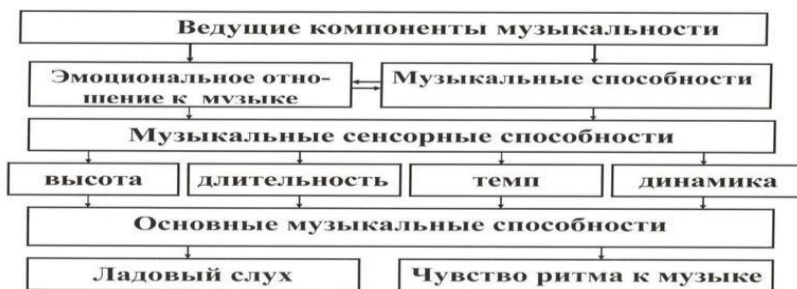 Ведущие компоненты музыкальности
Эмоциональное отно-
шение к музыке
Музыкальные способности
Музыкальные сенсорные способности
высота
длительность
темп
динамика
Основные музыкальные способности
Ладовый слух
Чувство ритма к музыке